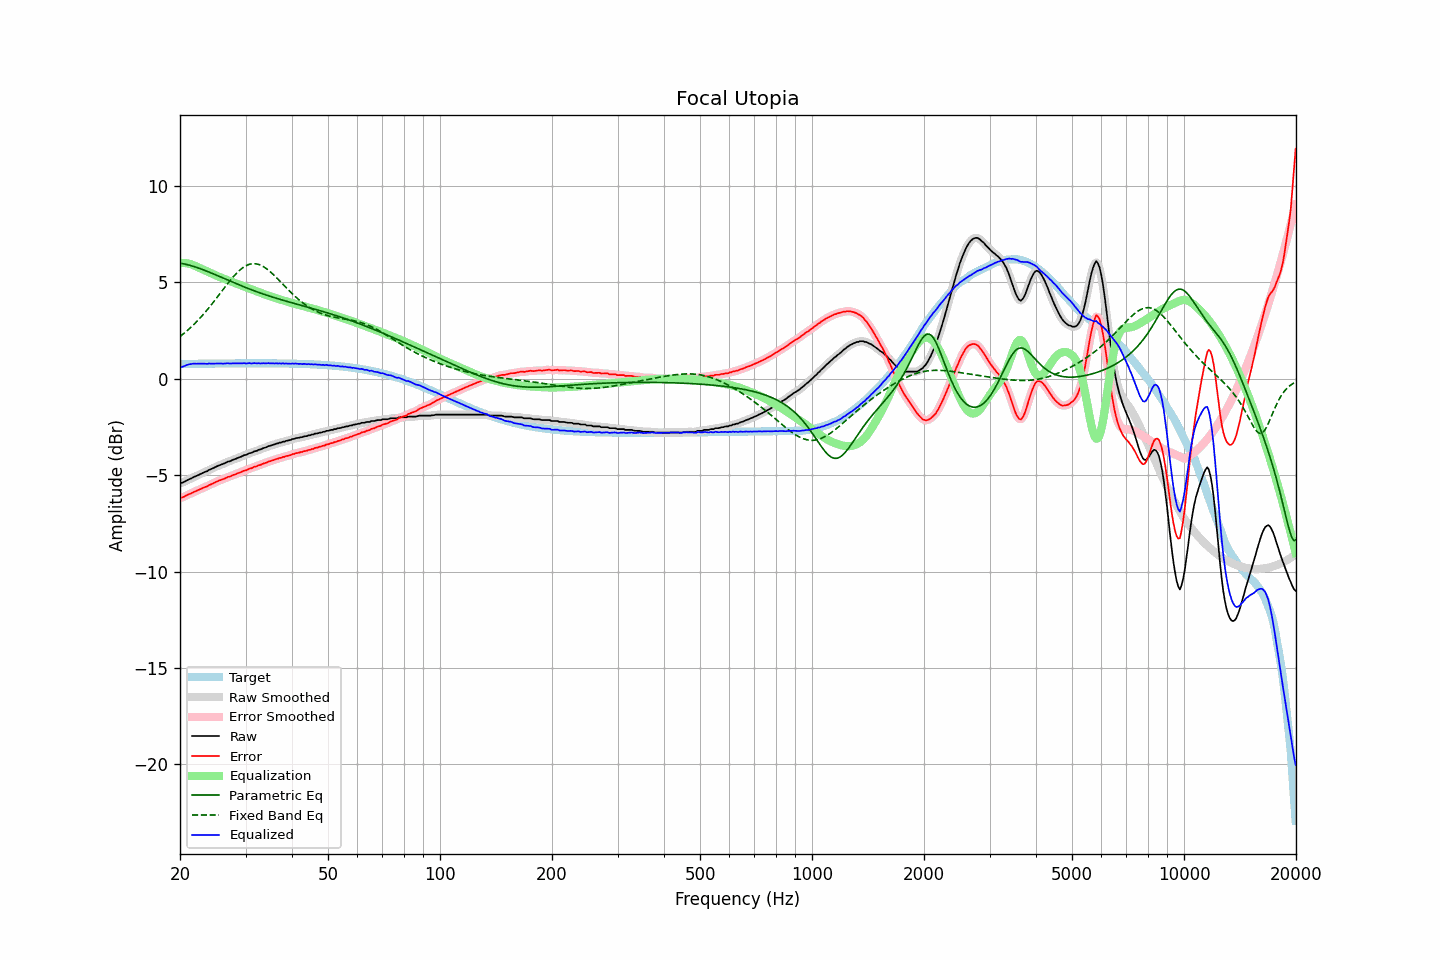 Focal Utopia
Amplitude (dBr)
10
5
0
−5
−10
−15
−20
Target
Raw Smoothed
Error Smoothed
Raw
Error
Equalization
Parametric Eq
Fixed Band Eq
Equalized
20 50 100 200 500 1000 2000 5000 10000 20000
Frequency (Hz)